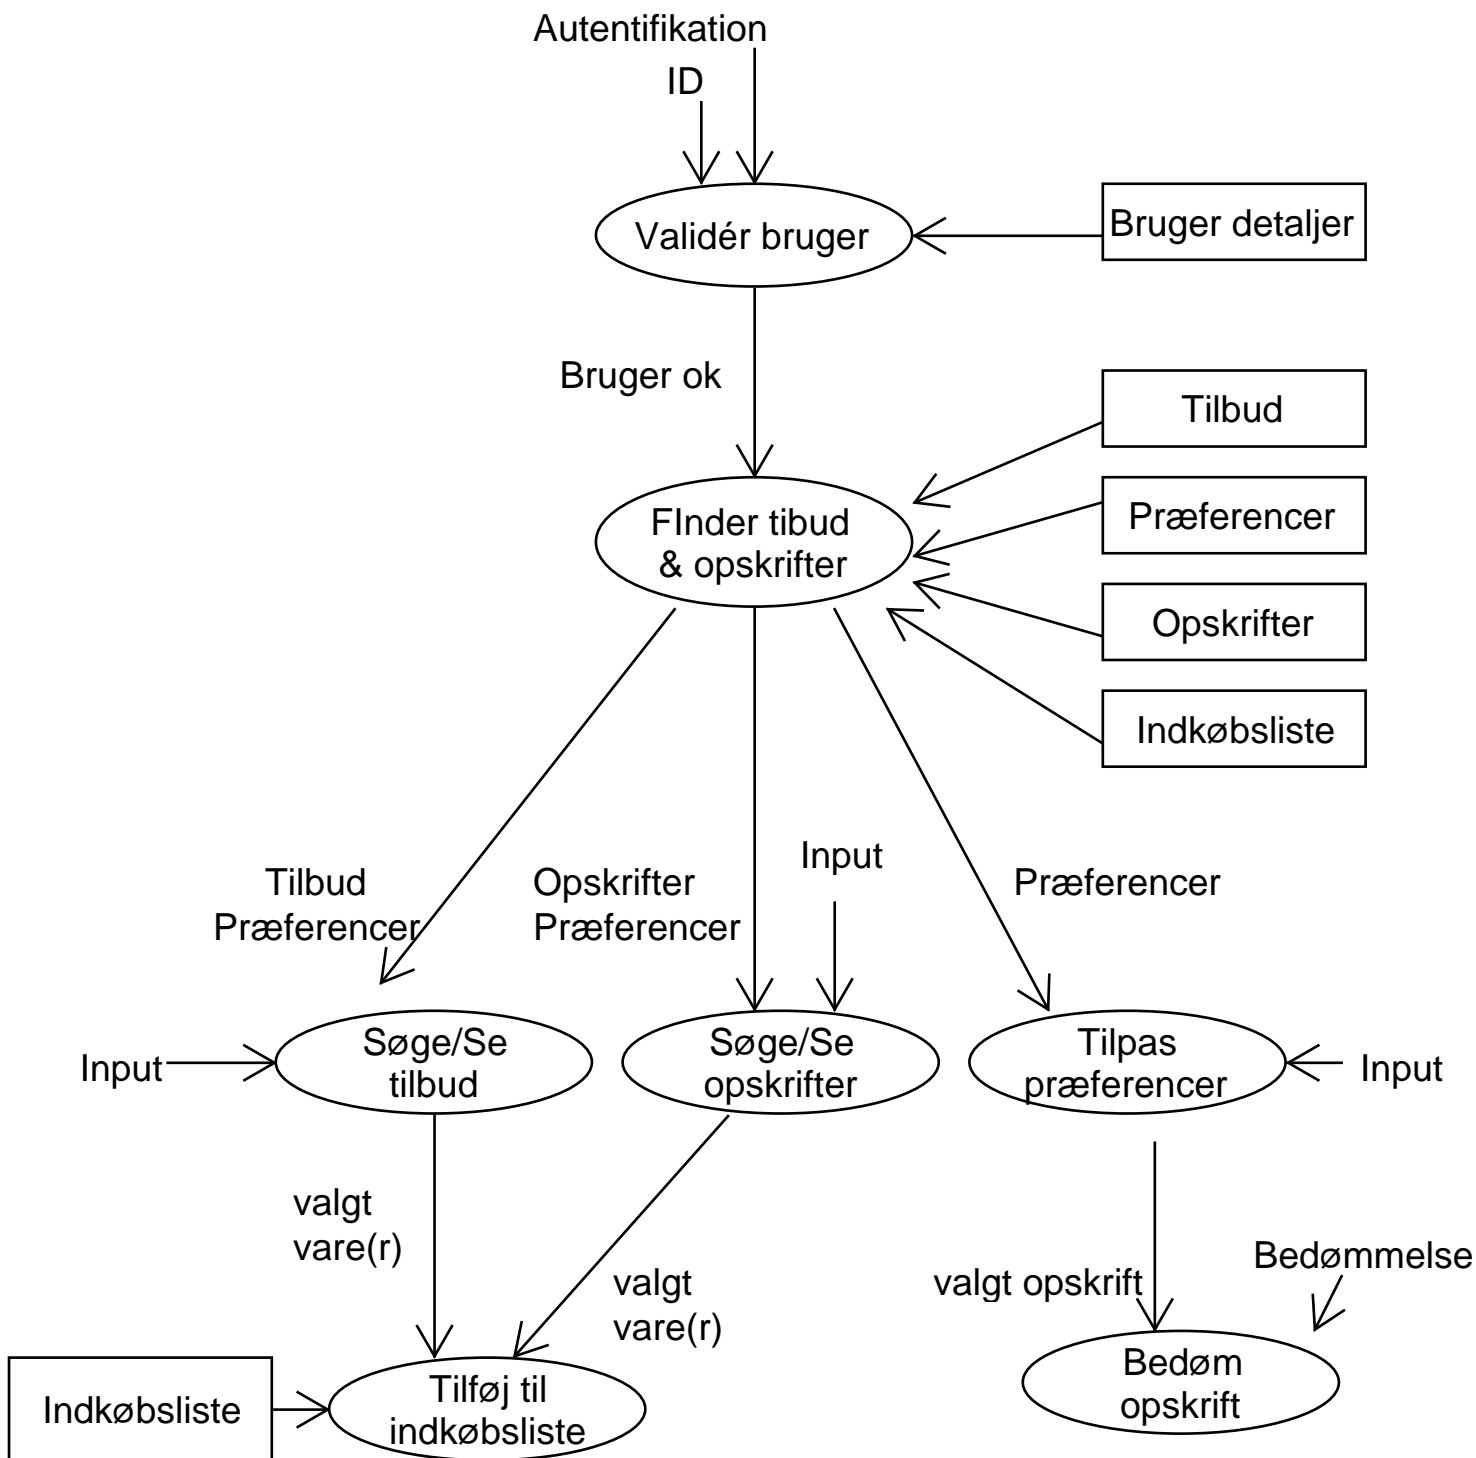 Autentifikation
ID
Validér bruger
Bruger detaljer
Bruger ok
Tilbud
FInder tibud
& opskrifter
Præferencer
Opskrifter
Indkøbsliste
Input
Tilbud
Præferencer
Opskrifter
Præferencer
Præferencer
Input
Søge/Se
tilbud
Søge/Se
opskrifter
Tilpas
præferencer
Input
valgt
vare(r)
valgt
vare(r)
valgt opskrift
Bedømmelse
Indkøbsliste
Tilføj til
indkøbsliste
Bedøm
opskrift